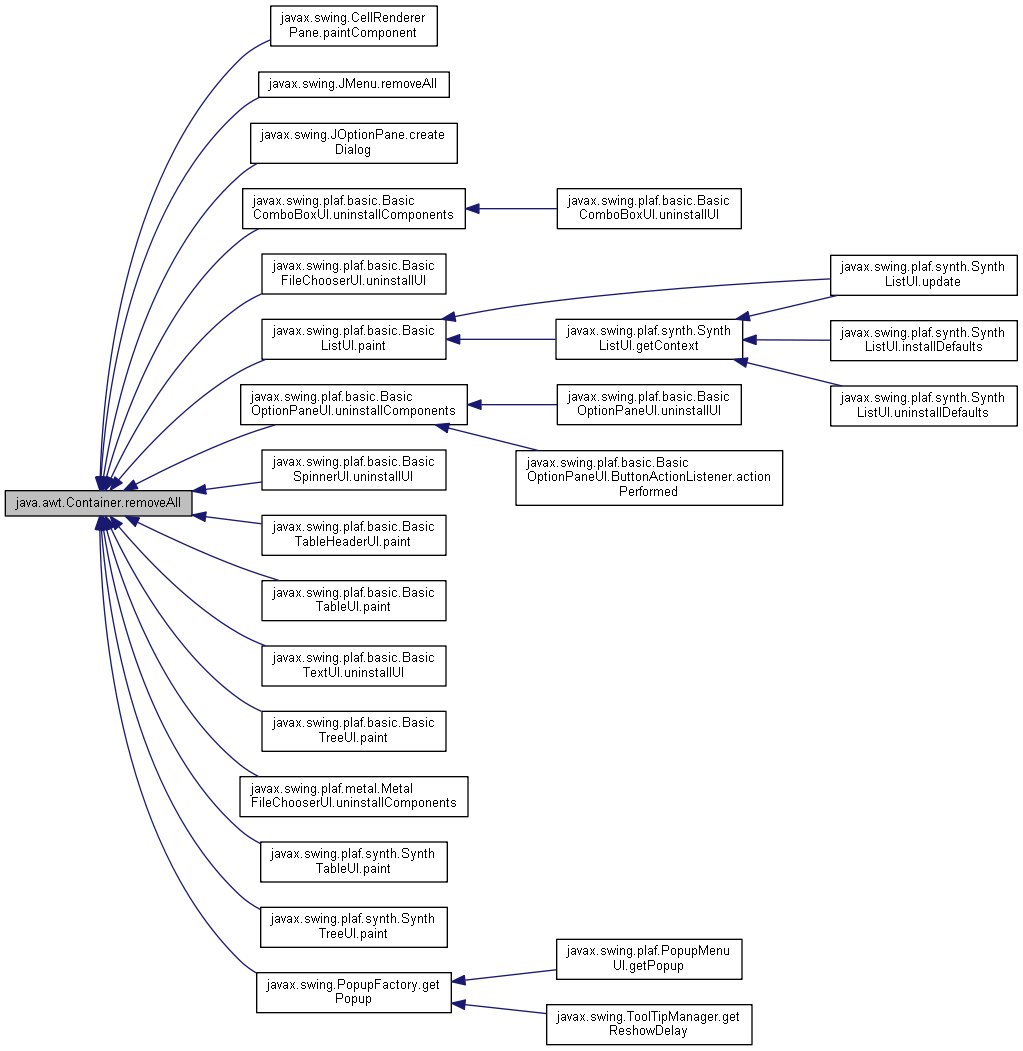 javax.swing.CellRenderer
Pane.paintComponent
javax.swing.JMenu.removeAll
javax.swing.JOptionPane.create
Dialog
javax.swing.plaf.basic.Basic
ComboBoxUI.uninstallComponents
javax.swing.plaf.basic.Basic
ComboBoxUI.uninstallUI
javax.swing.plaf.basic.Basic
FileChooserUI.uninstallUI
javax.swing.plaf.synth.Synth
ListUI.update
javax.swing.plaf.basic.Basic
ListUI.paint
javax.swing.plaf.synth.Synth
ListUI.getContext
javax.swing.plaf.synth.Synth
ListUI.installDefaults
javax.swing.plaf.basic.Basic
OptionPaneUI.uninstallComponents
javax.swing.plaf.basic.Basic
OptionPaneUI.uninstallUI
javax.swing.plaf.synth.Synth
ListUI.uninstallDefaults
javax.swing.plaf.basic.Basic
SpinnerUI.uninstallUI
javax.swing.plaf.basic.Basic
OptionPaneUI.ButtonActionListener.action
Performed
java.awt.Container.removeAll
javax.swing.plaf.basic.Basic
TableHeaderUI.paint
javax.swing.plaf.basic.Basic
TableUI.paint
javax.swing.plaf.basic.Basic
TextUI.uninstallUI
javax.swing.plaf.basic.Basic
TreeUI.paint
javax.swing.plaf.metal.Metal
FileChooserUI.uninstallComponents
javax.swing.plaf.synth.Synth
TableUI.paint
javax.swing.plaf.synth.Synth
TreeUI.paint
javax.swing.PopupFactory.get
Popup
javax.swing.plaf.PopupMenu
UI.getPopup
javax.swing.ToolTipManager.get
ReshowDelay